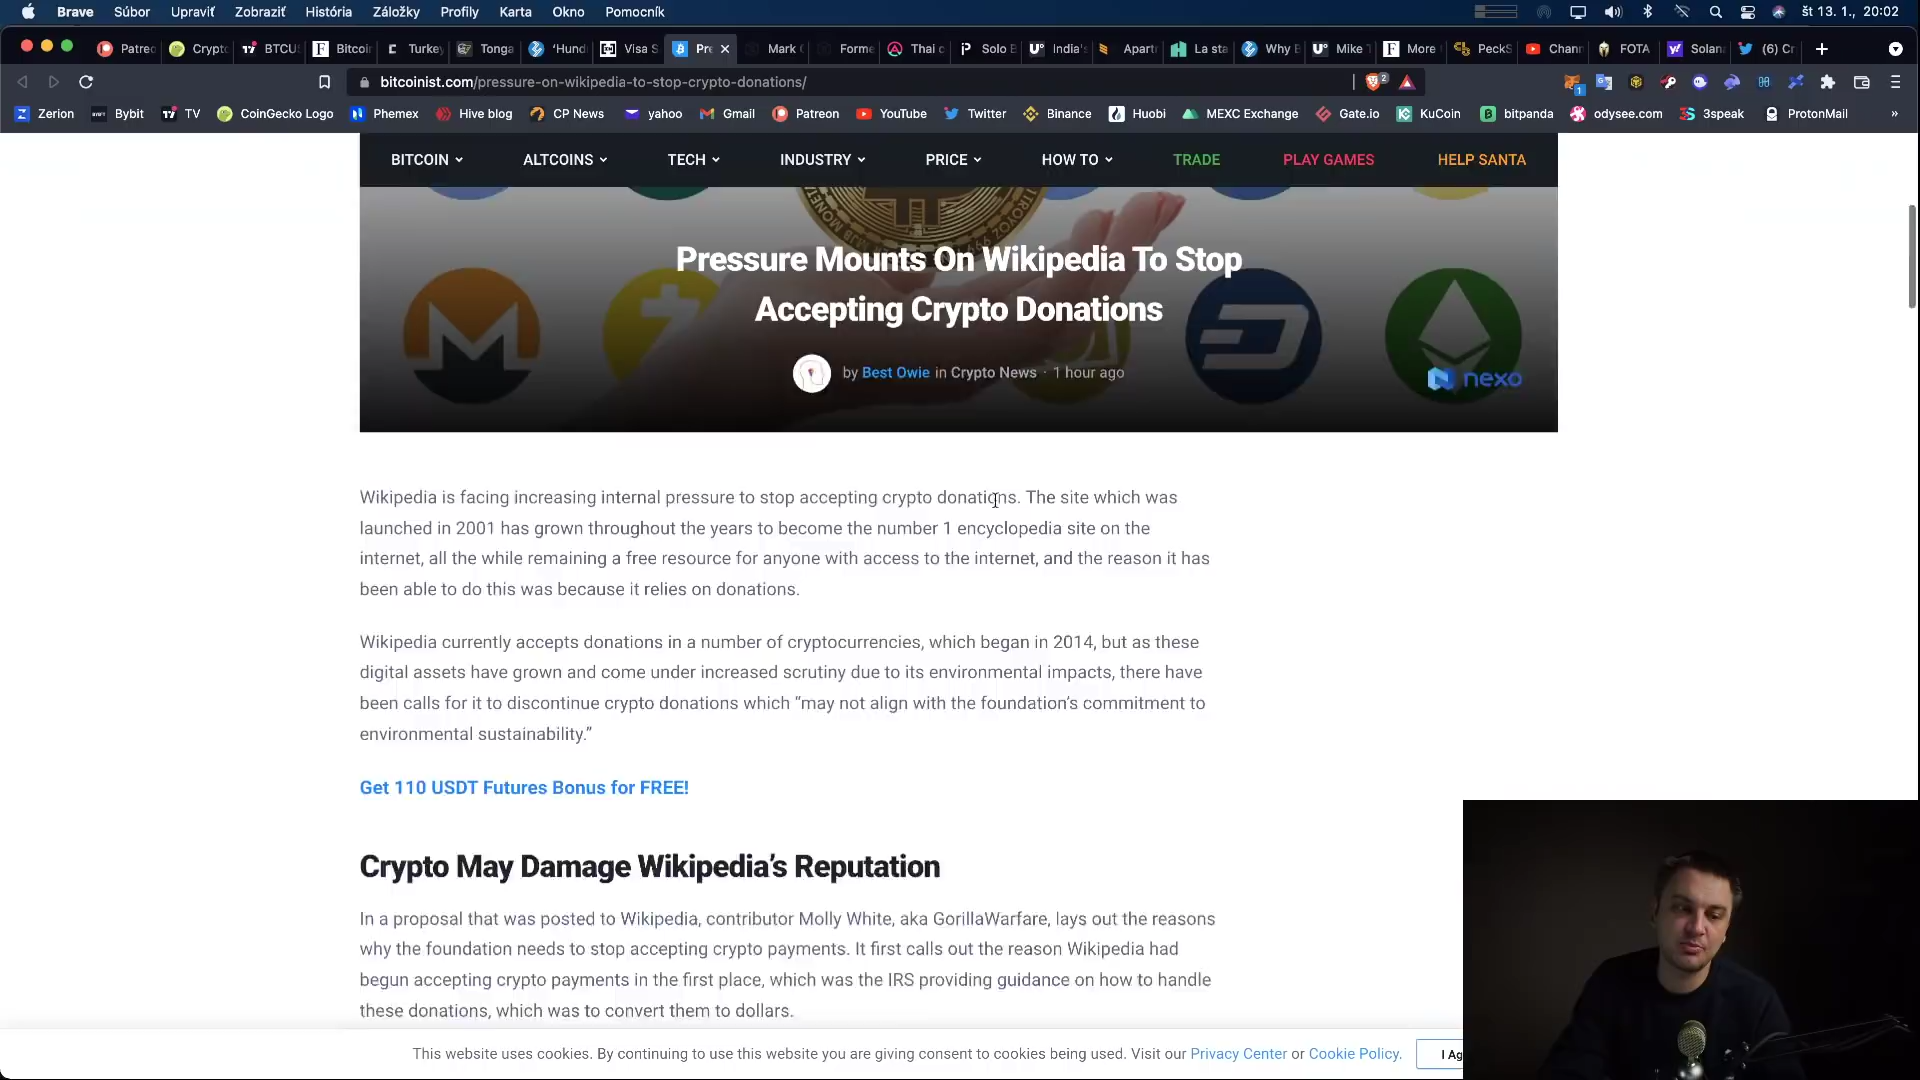 Brave Súbor Upraviť Zobraziť História Záložky Profily Karta Okno Pomocník št 13. 1., 20:02
Patreo Crypto BTCUS Bitcoin Turkey Tonga 'Hund Visa S Pre Mark C Forme Thai c Solo B India's Apartr La sta Why B Mike T More PeckS Chann FOTA Solana (6) Cr
bitcoinist.com/pressure-on-wikipedia-to-stop-crypto-donations/ 2 1
Zerion Bybit TV CoinGecko Logo Phemex Hive blog CP News yahoo Gmail Patreon YouTube Twitter Binance Huobi MEXC Exchange Gate.io KuCoin bitpanda odysee.com 3speak ProtonMail »
BITCOIN ALTCOINS TECH INDUSTRY PRICE HOW TO TRADE PLAY GAMES HELP SANTA
Pressure Mounts On Wikipedia To Stop
Accepting Crypto Donations
by Best Owie in Crypto News · 1 hour ago
nexo
Wikipedia is facing increasing internal pressure to stop accepting crypto donations. The site which was
launched in 2001 has grown throughout the years to become the number 1 encyclopedia site on the
internet, all the while remaining a free resource for anyone with access to the internet, and the reason it has
been able to do this was because it relies on donations.
Wikipedia currently accepts donations in a number of cryptocurrencies, which began in 2014, but as these
digital assets have grown and come under increased scrutiny due to its environmental impacts, there have
been calls for it to discontinue crypto donations which “may not align with the foundation’s commitment to
environmental sustainability.”
Get 110 USDT Futures Bonus for FREE!
Crypto May Damage Wikipedia’s Reputation
In a proposal that was posted to Wikipedia, contributor Molly White, aka GorillaWarfare, lays out the reasons
why the foundation needs to stop accepting crypto payments. It first calls out the reason Wikipedia had
begun accepting crypto payments in the first place, which was the IRS providing guidance on how to handle
these donations, which was to convert them to dollars.
This website uses cookies. By continuing to use this website you are giving consent to cookies being used. Visit our Privacy Center or Cookie Policy. I Ag